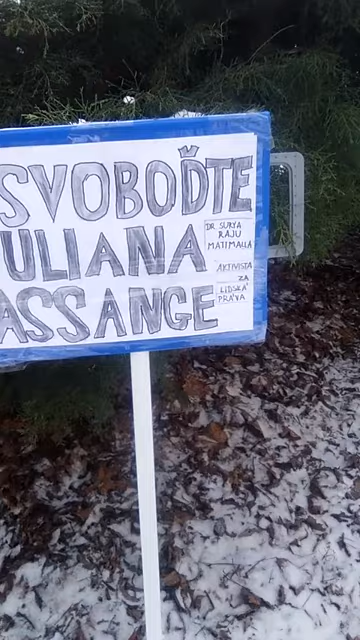 SVOBOĎTE
ULIANA
ASSANGE
DR SURYA
RAJU
MATIMALLA
AKTIVISTA
ZA
LIDSKÁ
PRÁVA